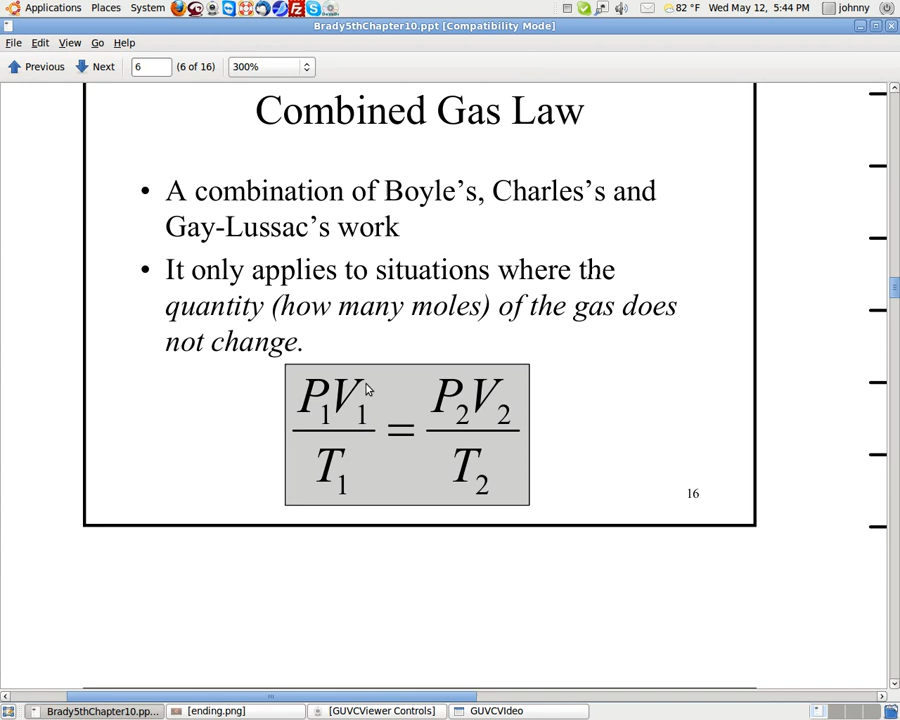 Applications Places System 82 °F Wed May 12, 5:44 PM johnny
Brady5thChapter10.ppt [Compatibility Mode]
File Edit View Go Help
Previous Next 6 (6 of 16) 300%
Combined Gas Law
• A combination of Boyle's, Charles's and
Gay-Lussac's work
• It only applies to situations where the
quantity (how many moles) of the gas does
not change.
P₁V₁ / T₁ = P₂V₂ / T₂
16
Brady5thChapter10.pp... [ending.png] [GUVCViewer Controls] GUVCVIdeo